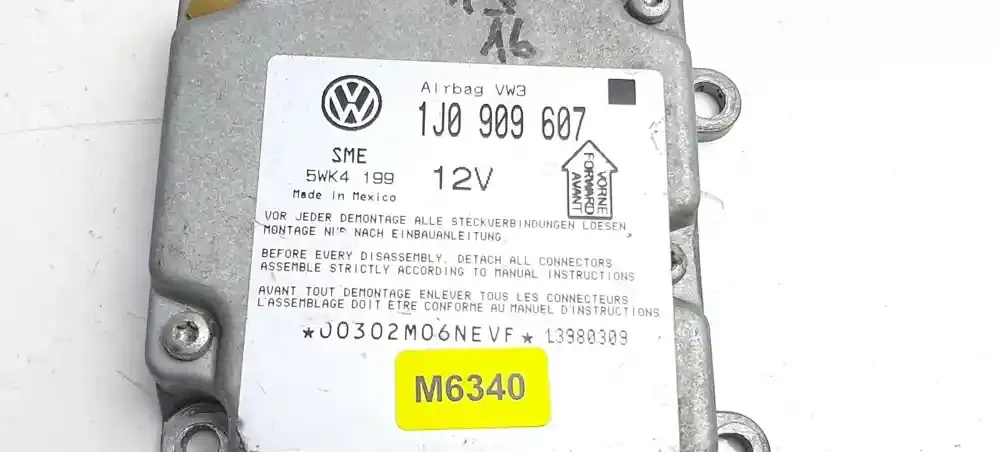 16
Airbag VW3
1J0 909 607
SME
5WK4 199
12V
Made in Mexico
VORNE
FORWARD
AVANT
VOR JEDER DEMONTAGE ALLE STECKVERBINDUNGEN LOESEN
MONTAGE NUR NACH EINBAUANLEITUNG.
BEFORE EVERY DISASSEMBLY, DETACH ALL CONNECTORS
ASSEMBLE STRICTLY ACCORDING TO MANUAL INSTRUCTIONS
AVANT TOUT DEMONTAGE ENLEVER TOUS LES CONNECTEURS
L'ASSEMBLAGE DOIT ETRE CONFORME AU MANUEL D'INSTRUCTIONS
*00302M06NEVF* 13980309
M6340